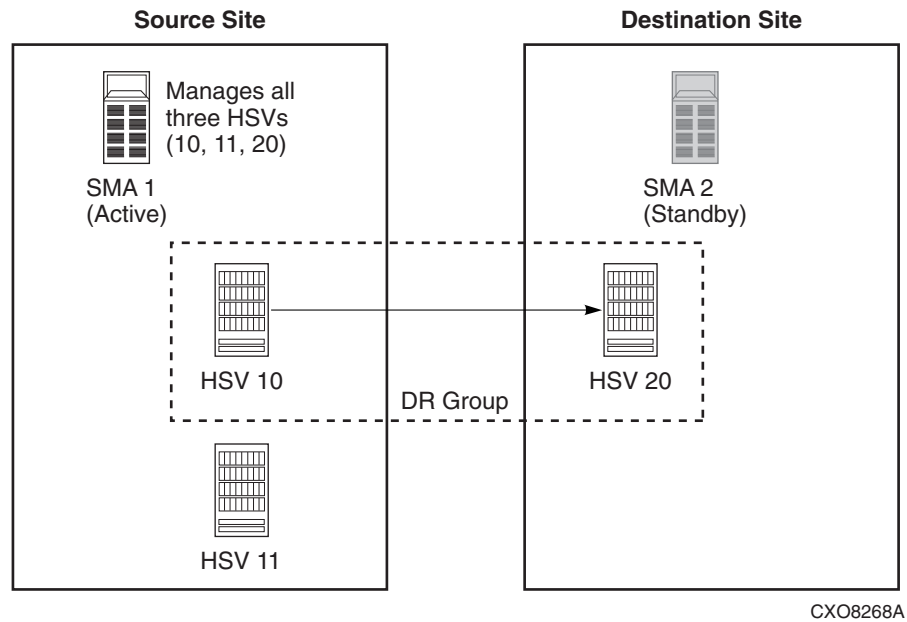 Source Site
Destination Site
Manages all
three HSVs
(10, 11, 20)
SMA 1
(Active)
SMA 2
(Standby)
HSV 10
HSV 20
DR Group
HSV 11
CXO8268A